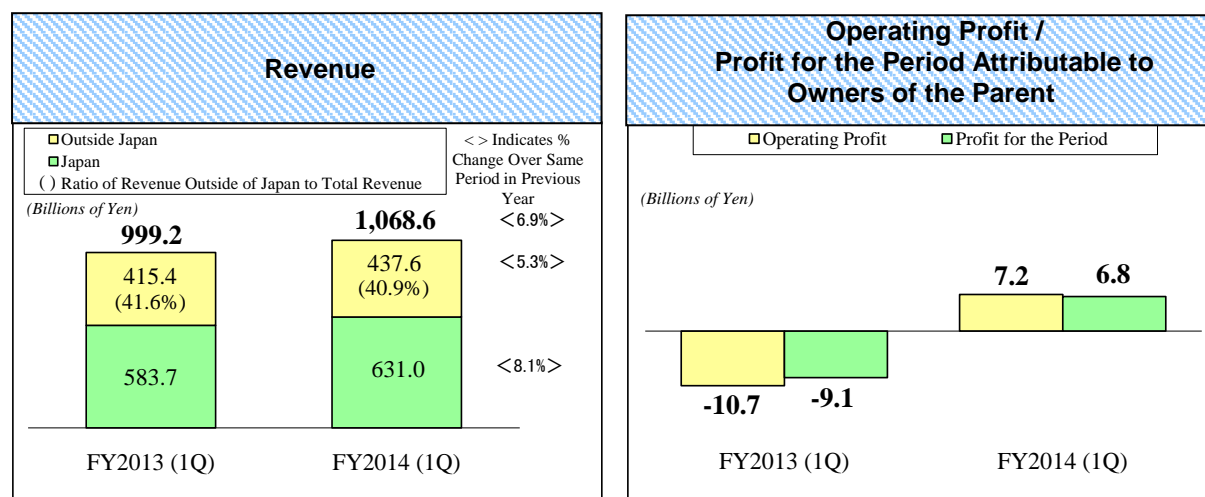 Revenue
Outside Japan
Japan
( ) Ratio of Revenue Outside of Japan to Total Revenue
< > Indicates %
Change Over Same
Period in Previous
Year
(Billions of Yen)
999.2
1,068.6
<6.9%>
415.4
(41.6%)
437.6
(40.9%)
<5.3%>
583.7
631.0
<8.1%>
FY2013 (1Q)
FY2014 (1Q)
Operating Profit /
Profit for the Period Attributable to
Owners of the Parent
Operating Profit
Profit for the Period
(Billions of Yen)
7.2
6.8
-10.7
-9.1
FY2013 (1Q)
FY2014 (1Q)